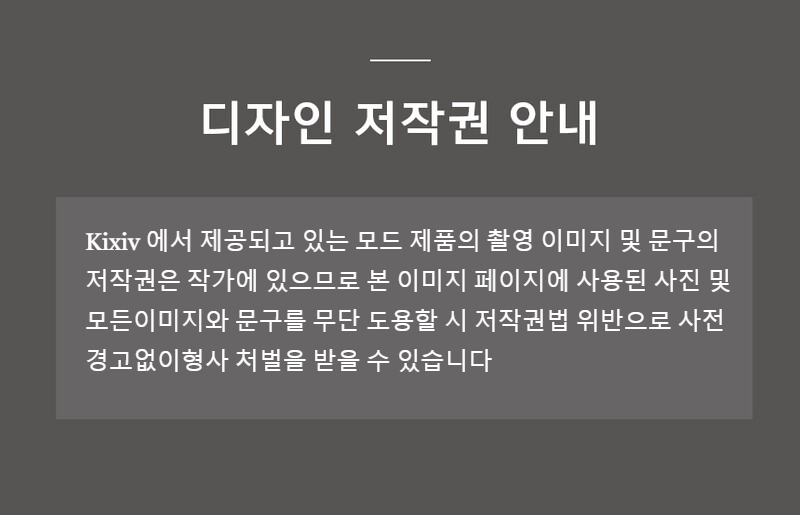 디자인 저작권 안내
Kixiv 에서 제공되고 있는 모드 제품의 촬영 이미지 및 문구의
저작권은 작가에 있으므로 본 이미지 페이지에 사용된 사진 및
모든이미지와 문구를 무단 도용할 시 저작권법 위반으로 사전
경고없이형사 처벌을 받을 수 있습니다